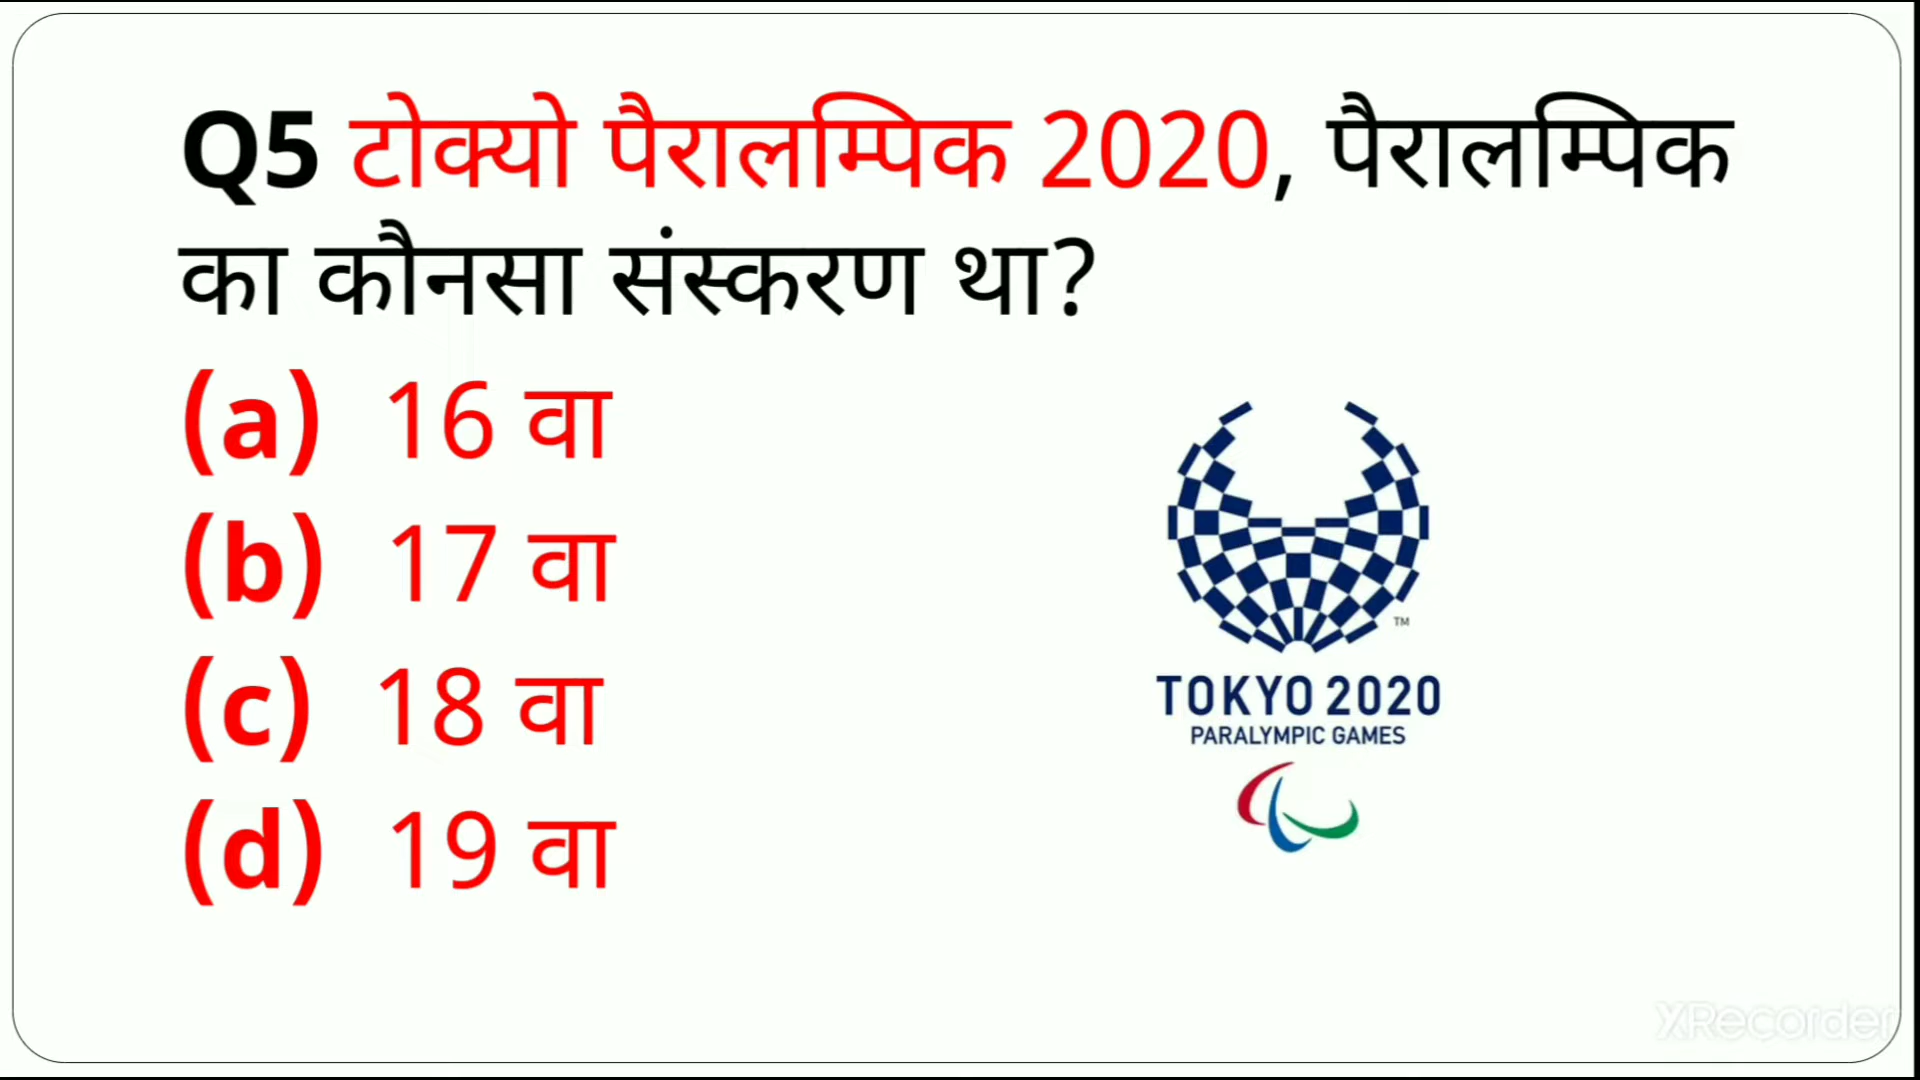 Q5 टोक्यो पैरालम्पिक 2020, पैरालम्पिक
का कौनसा संस्करण था?
(a) 16 वा
(b) 17 वा
(c) 18 वा
(d) 19 वा
TM
TOKYO 2020
PARALYMPIC GAMES
XRecorder